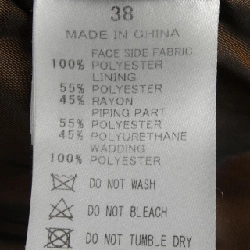 38
MADE IN CHINA
FACE SIDE FABRIC
100% POLYESTER
LINING
55% POLYESTER
45% RAYON
PIPING PART
55% POLYESTER
45% POLYURETHANE
WADDING
100% POLYESTER
DO NOT WASH
DO NOT BLEACH
DO NOT TUMBLE DRY